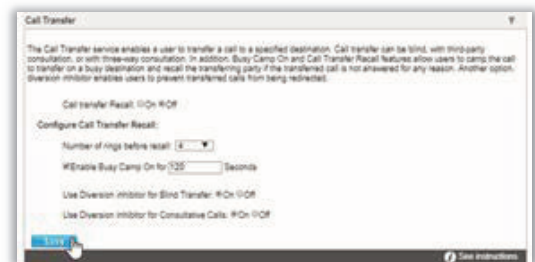 Call Transfer
The Call Transfer service enables a user to transfer a call to a specified destination. Call transfer can be blind, with third-party
consultation, or with three-way consultation. In addition, Busy Camp On and Call Transfer Recall features allow users to camp the call
to transfer on a busy destination and recall the transferring party if the transferred call is not answered for any reason. Another option,
diversion inhibitor enables users to prevent transferred calls from being redirected.
Call transfer Recall: On Off
Configure Call Transfer Recall:
Number of rings before recall: 4
Enable Busy Camp On for 120 Seconds
Use Diversion inhibitor for Blind Transfer: On Off
Use Diversion inhibitor for Consultative Calls: On Off
Save
See instructions